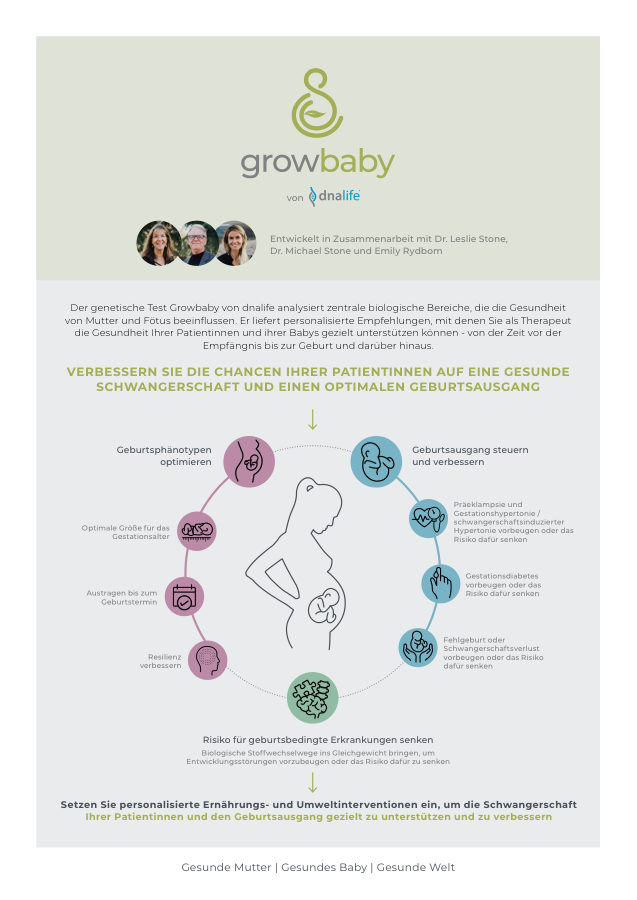 growbaby
von dnalife
Entwickelt in Zusammenarbeit mit Dr. Leslie Stone,
Dr. Michael Stone und Emily Rydbom
Der genetische Test Growbaby von dnalife analysiert zentrale biologische Bereiche, die die Gesundheit
von Mutter und Fötus beeinflussen. Er liefert personalisierte Empfehlungen, mit denen Sie als Therapeut
die Gesundheit Ihrer Patientinnen und ihrer Babys gezielt unterstützen können - von der Zeit vor der
Empfängnis bis zur Geburt und darüber hinaus.
VERBESSERN SIE DIE CHANCEN IHRER PATIENTINNEN AUF EINE GESUNDE
SCHWANGERSCHAFT UND EINEN OPTIMALEN GEBURTSAUSGANG
Geburtsphänotypen
optimieren
Optimale Größe für das
Gestationsalter
Austragen bis zum
Geburtstermin
Resilienz
verbessern
Geburtsausgang steuern
und verbessern
Präeklampsie und
Gestationshypertonie /
schwangerschaftsinduzierter
Hypertonie vorbeugen oder das
Risiko dafür senken
Gestationsdiabetes
vorbeugen oder das
Risiko dafür senken
Fehlgeburt oder
Schwangerschaftsverlust
vorbeugen oder das Risiko
dafür senken
Risiko für geburtsbedingte Erkrankungen senken
Biologische Stoffwechselwege ins Gleichgewicht bringen, um
Entwicklungsstörungen vorzubeugen oder das Risiko dafür zu senken
Setzen Sie personalisierte Ernährungs- und Umweltinterventionen ein, um die Schwangerschaft
Ihrer Patientinnen und den Geburtsausgang gezielt zu unterstützen und zu verbessern
Gesunde Mutter | Gesundes Baby | Gesunde Welt